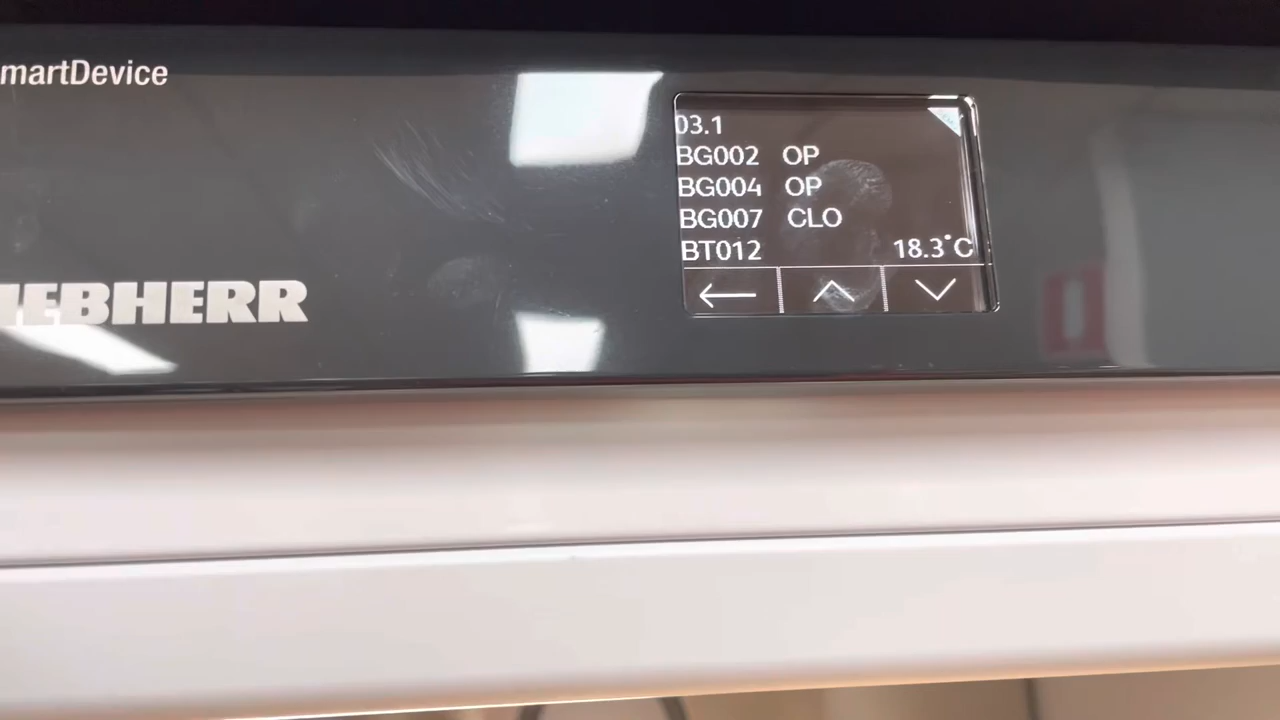 martDevice
03.1
BG002 OP
BG004 OP
BG007 CLO
BT012 18.3°C
IEBHERR